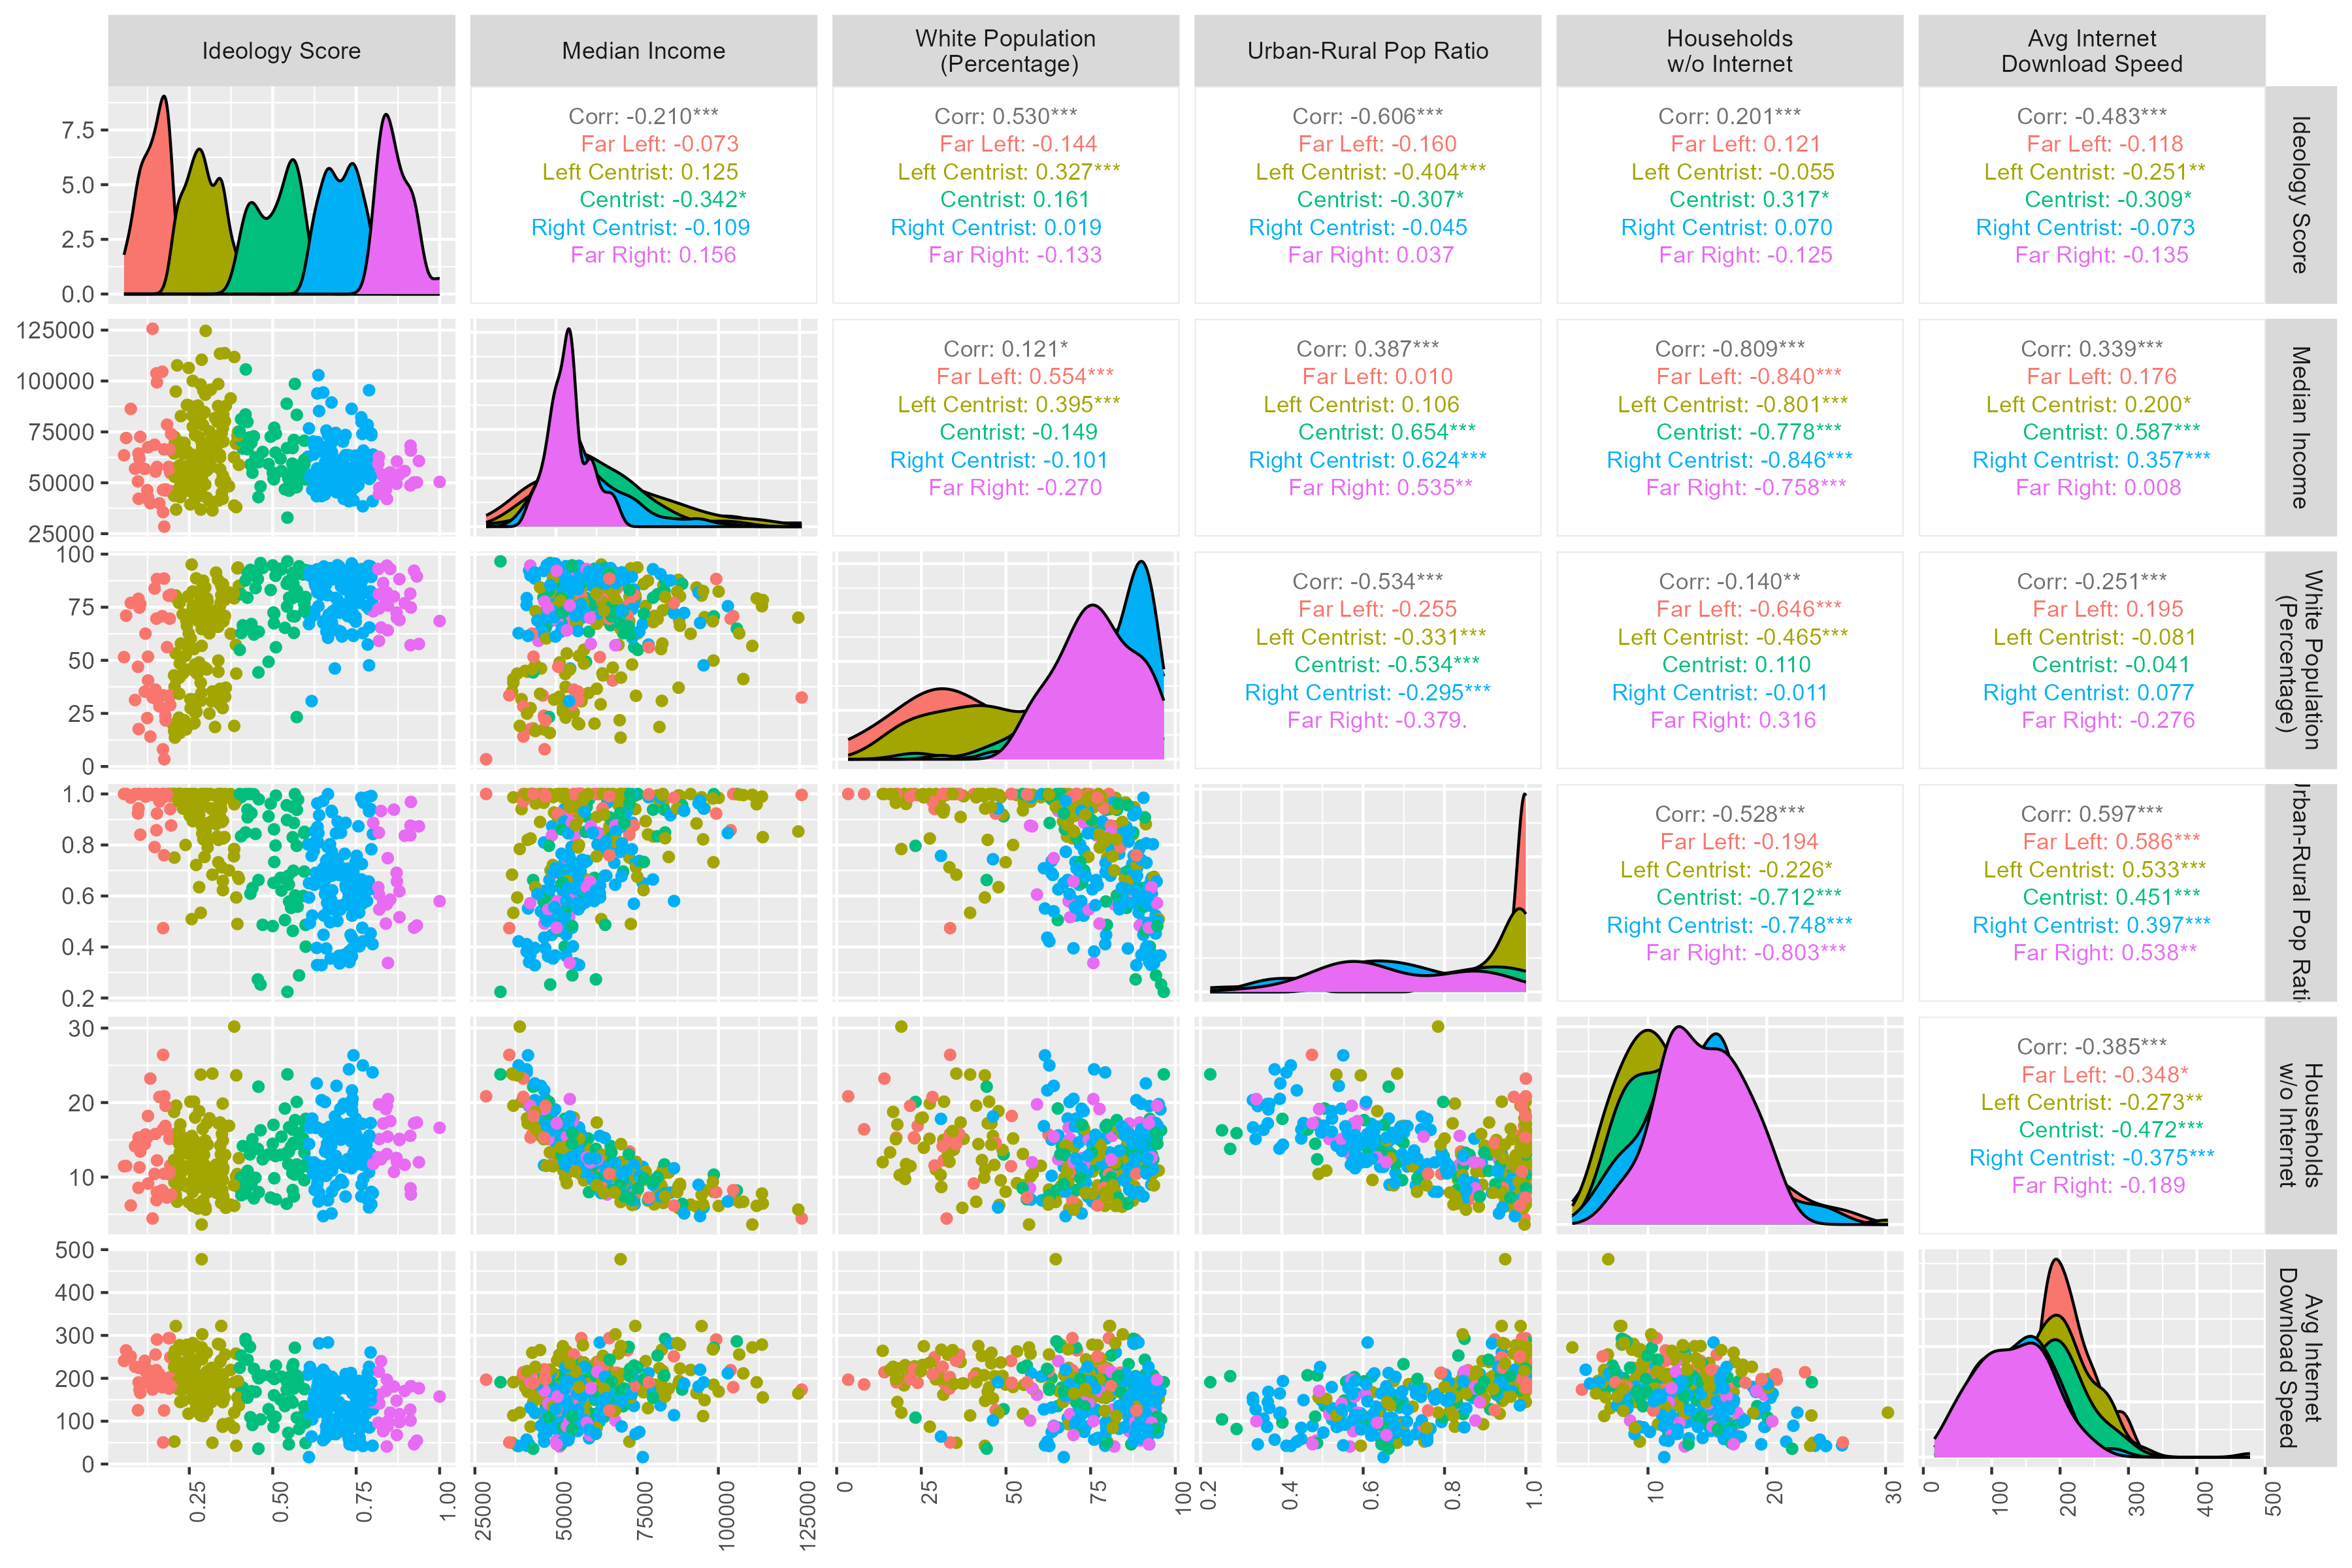 Ideology Score
Median Income
White Population
(Percentage)
Urban-Rural Pop Ratio
Households
w/o Internet
Avg Internet
Download Speed
7.5
5.0
2.5
0.0
Corr: -0.210***
Far Left: -0.073
Left Centrist: 0.125
Centrist: -0.342*
Right Centrist: -0.109
Far Right: 0.156
Corr: 0.530***
Far Left: -0.144
Left Centrist: 0.327***
Centrist: 0.161
Right Centrist: 0.019
Far Right: -0.133
Corr: -0.606***
Far Left: -0.160
Left Centrist: -0.404***
Centrist: -0.307*
Right Centrist: -0.045
Far Right: 0.037
Corr: 0.201***
Far Left: 0.121
Left Centrist: -0.055
Centrist: 0.317*
Right Centrist: 0.070
Far Right: -0.125
Corr: -0.483***
Far Left: -0.118
Left Centrist: -0.251**
Centrist: -0.309*
Right Centrist: -0.073
Far Right: -0.135
Ideology Score
125000
100000
75000
50000
25000
Corr: 0.121*
Far Left: 0.554***
Left Centrist: 0.395***
Centrist: -0.149
Right Centrist: -0.101
Far Right: -0.270
Corr: 0.387***
Far Left: 0.010
Left Centrist: 0.106
Centrist: 0.654***
Right Centrist: 0.624***
Far Right: 0.535**
Corr: -0.809***
Far Left: -0.840***
Left Centrist: -0.801***
Centrist: -0.778***
Right Centrist: -0.846***
Far Right: -0.758***
Corr: 0.339***
Far Left: 0.176
Left Centrist: 0.200*
Centrist: 0.587***
Right Centrist: 0.357***
Far Right: 0.008
Median Income
100
75
50
25
0
Corr: -0.534***
Far Left: -0.255
Left Centrist: -0.331***
Centrist: -0.534***
Right Centrist: -0.295***
Far Right: -0.379.
Corr: -0.140**
Far Left: -0.646***
Left Centrist: -0.465***
Centrist: 0.110
Right Centrist: -0.011
Far Right: 0.316
Corr: -0.251***
Far Left: 0.195
Left Centrist: -0.081
Centrist: -0.041
Right Centrist: 0.077
Far Right: -0.276
White Population
(Percentage)
1.0
0.8
0.6
0.4
0.2
Corr: -0.528***
Far Left: -0.194
Left Centrist: -0.226*
Centrist: -0.712***
Right Centrist: -0.748***
Far Right: -0.803***
Corr: 0.597***
Far Left: 0.586***
Left Centrist: 0.533***
Centrist: 0.451***
Right Centrist: 0.397***
Far Right: 0.538**
rban-Rural Pop Rati
30
20
10
Corr: -0.385***
Far Left: -0.348*
Left Centrist: -0.273**
Centrist: -0.472***
Right Centrist: -0.375***
Far Right: -0.189
Households
w/o Internet
500
400
300
200
100
0
Avg Internet
Download Speed
0.25
0.50
0.75
1.00
25000
50000
75000
100000
125000
0
25
50
75
100
0.2
0.4
0.6
0.8
1.0
10
20
30
0
100
200
300
400
500